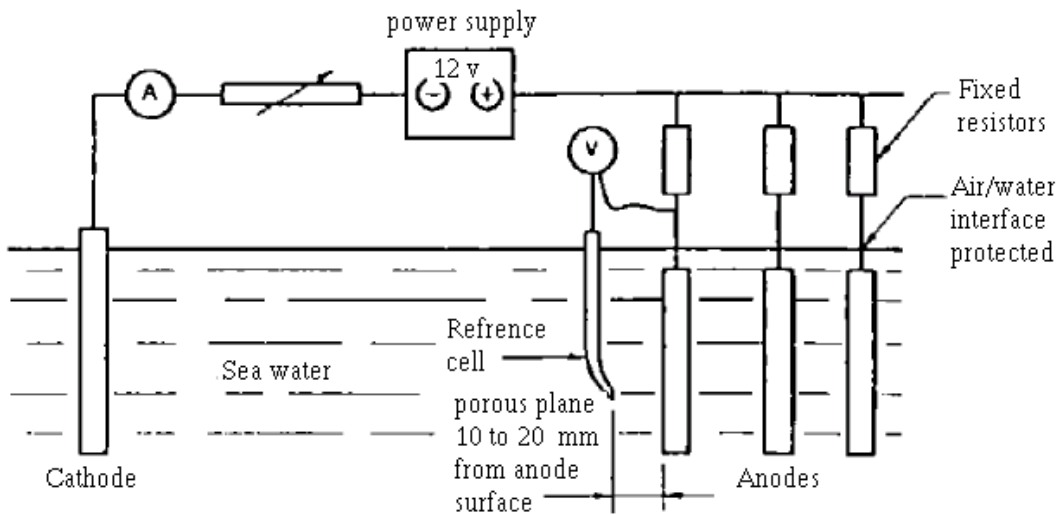 power supply
12 v
A
V
Fixed
resistors
Air/water
interface
protected
Refrence
cell
Sea water
porous plane
10 to 20 mm
from anode
surface
Cathode
Anodes